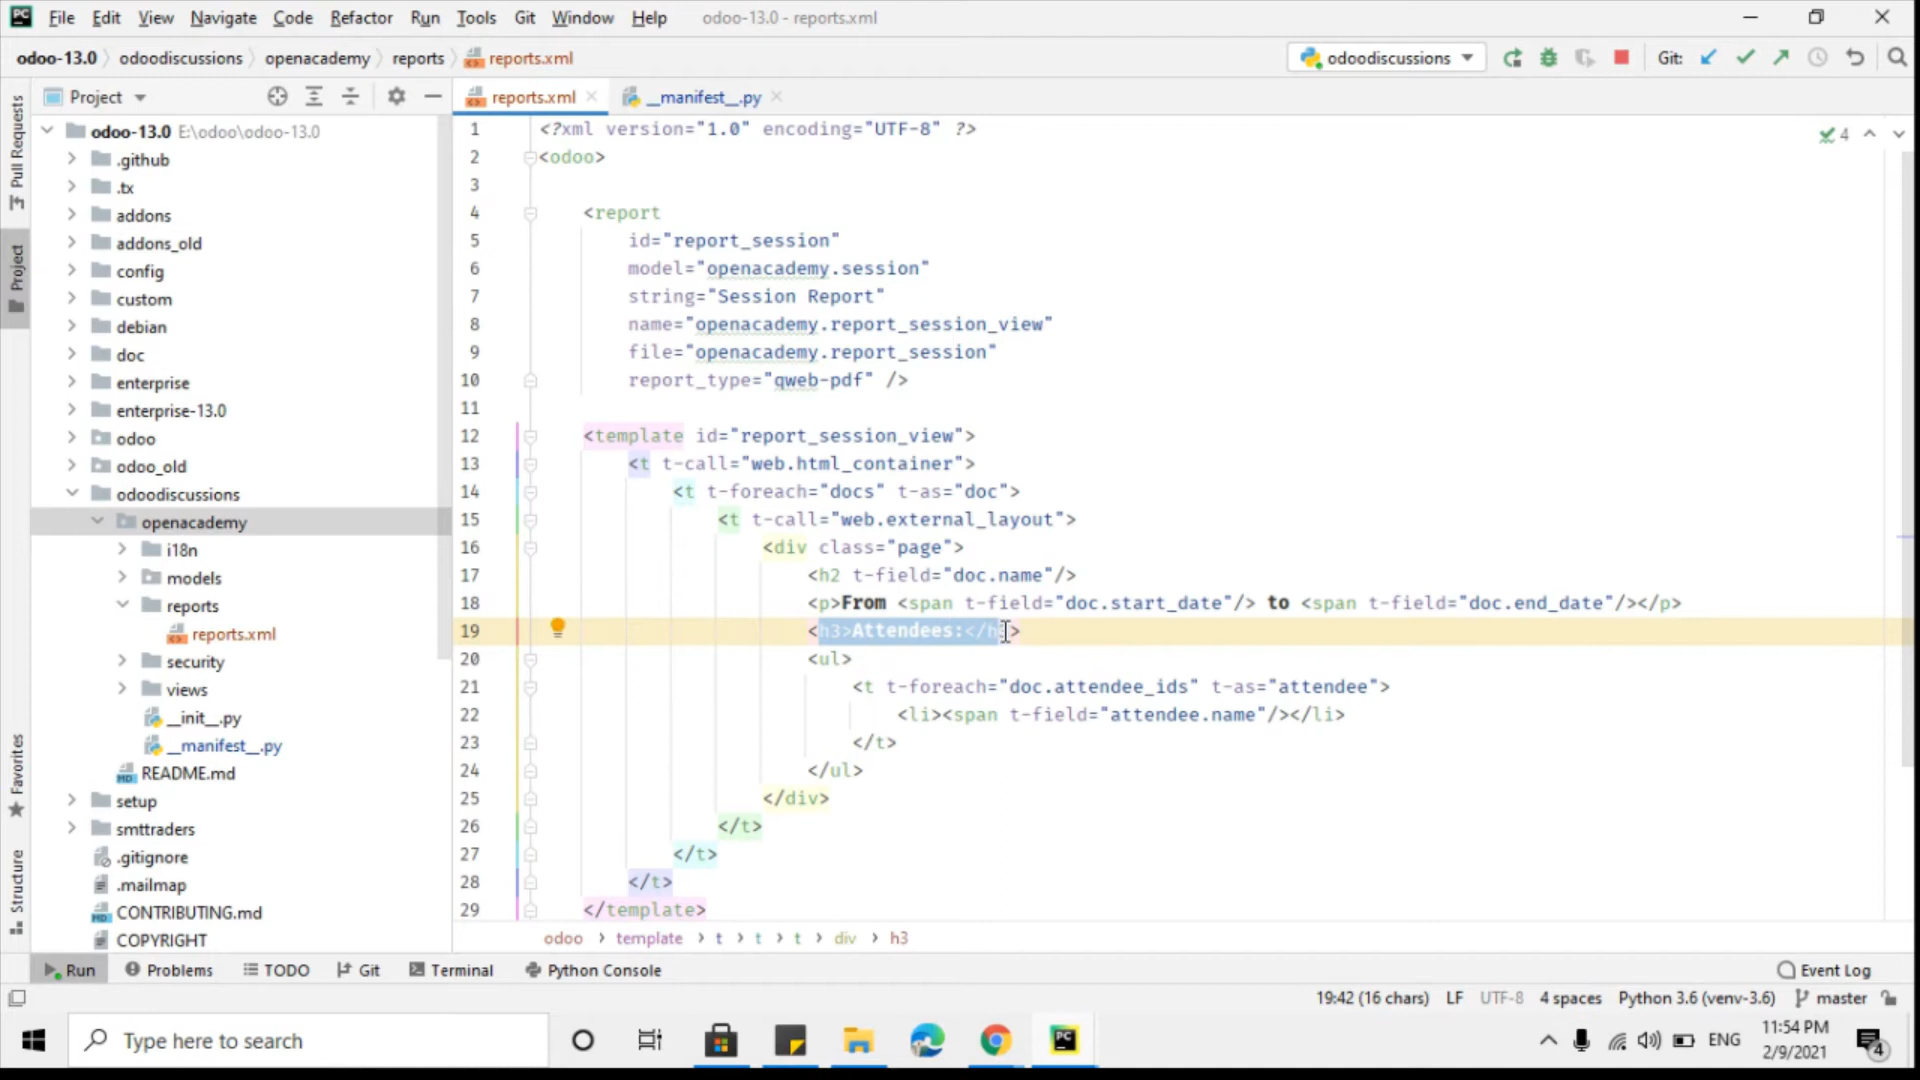 File Edit View Navigate Code Refactor Run Tools Git Window Help odoo-13.0 - reports.xml
odoo-13.0 odoodiscussions openacademy reports reports.xml odoodiscussions Git:
Project reports.xml __manifest__.py
Pull Requests
Project
Favorites
Structure
odoo-13.0 E:\odoo\odoo-13.0
.github
.tx
addons
addons_old
config
custom
debian
doc
enterprise
enterprise-13.0
odoo
odoo_old
odoodiscussions
openacademy
i18n
models
reports
reports.xml
security
views
__init__.py
__manifest__.py
README.md
setup
smttraders
.gitignore
.mailmap
CONTRIBUTING.md
COPYRIGHT
4
1 <?xml version="1.0" encoding="UTF-8" ?>
2 <odoo>
3
4 <report
5 id="report_session"
6 model="openacademy.session"
7 string="Session Report"
8 name="openacademy.report_session_view"
9 file="openacademy.report_session"
10 report_type="qweb-pdf" />
11
12 <template id="report_session_view">
13 <t t-call="web.html_container">
14 <t t-foreach="docs" t-as="doc">
15 <t t-call="web.external_layout">
16 <div class="page">
17 <h2 t-field="doc.name"/>
18 <p>From <span t-field="doc.start_date"/> to <span t-field="doc.end_date"/></p>
19 <h3>Attendees:</h3>
20 <ul>
21 <t t-foreach="doc.attendee_ids" t-as="attendee">
22 <li><span t-field="attendee.name"/></li>
23 </t>
24 </ul>
25 </div>
26 </t>
27 </t>
28 </t>
29 </template>
odoo template t t t div h3
Run Problems TODO Git Terminal Python Console Event Log
19:42 (16 chars) LF UTF-8 4 spaces Python 3.6 (venv-3.6) master
Type here to search
PC
ENG
11:54 PM
2/9/2021
4